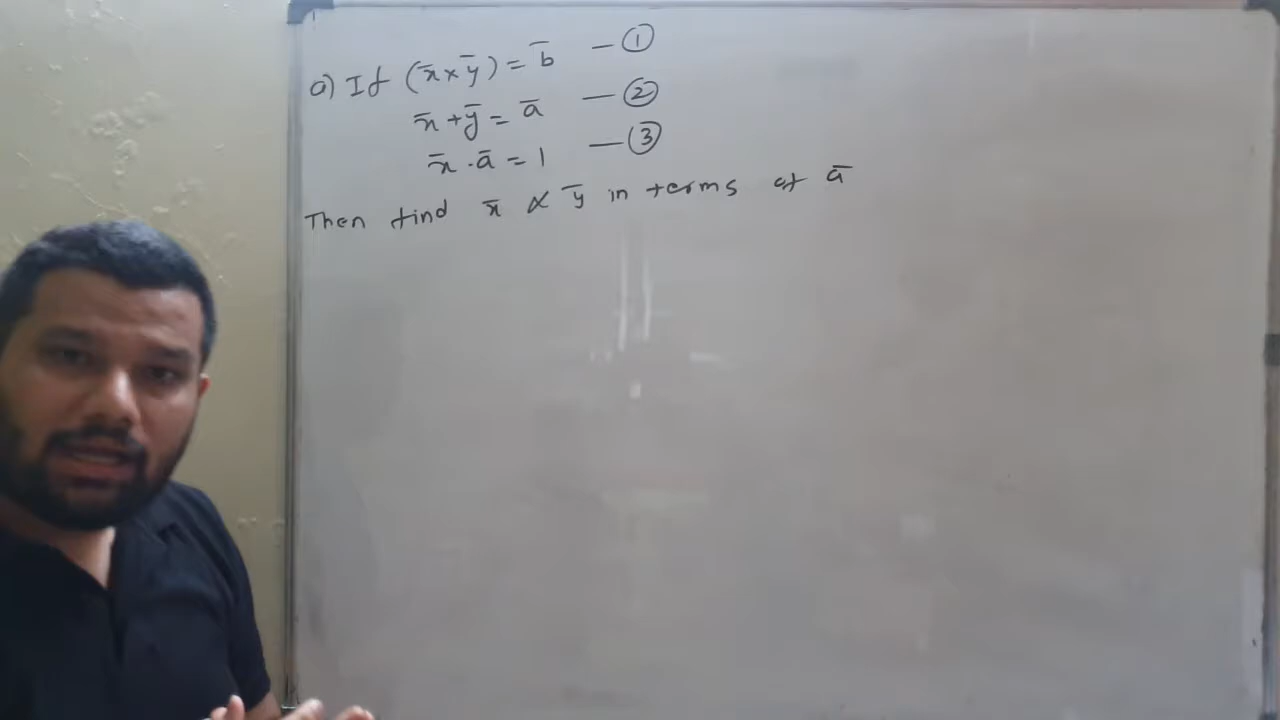 a) If (x̄ × ȳ) = b̄ — ①
x̄ + ȳ = ā — ②
x̄ . ā = 1 — ③
Then find x̄ & ȳ in terms of ā